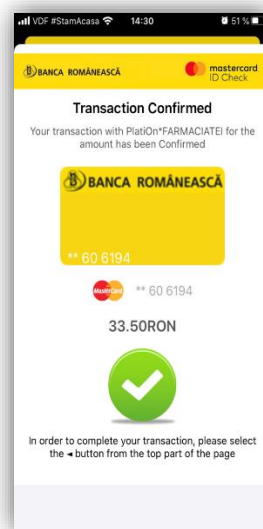 VDF #StamAcasa 14:30 51 %
BANCA ROMÂNEASCĂ mastercard
ID Check
Transaction Confirmed
Your transaction with PlatiOn*FARMACIATEI for the
amount has been Confirmed
BANCA ROMÂNEASCĂ
** 60 6194
MasterCard ** 60 6194
33.50RON
In order to complete your transaction, please select
the ◂ button from the top part of the page